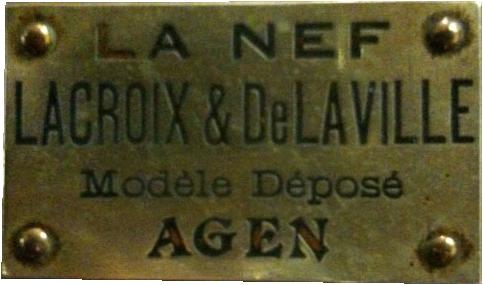 LA NEF
LACROIX & DeLAVILLE
Modèle Déposé
AGEN